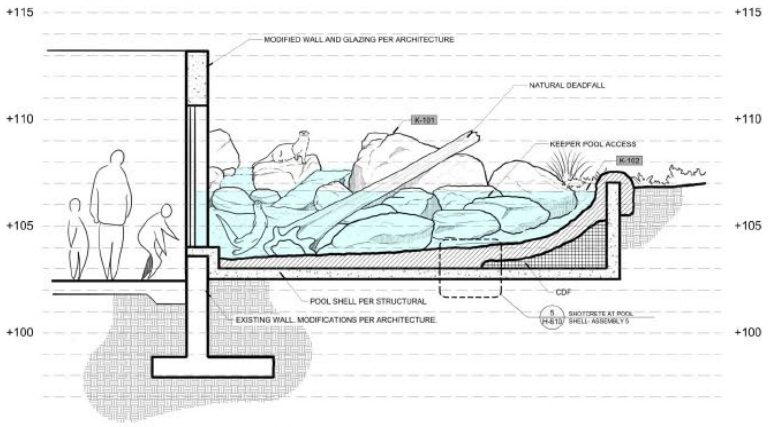 +115
+115
MODIFIED WALL AND GLAZING PER ARCHITECTURE
NATURAL DEADFALL
+110
K-101
+110
KEEPER POOL ACCESS
K-102
+105
+105
POOL SHELL PER STRUCTURAL
CDF
EXISTING WALL, MODIFICATIONS PER ARCHITECTURE
5
H-610
SHOTCRETE AT POOL
SHELL- ASSEMBLY 5
+100
+100